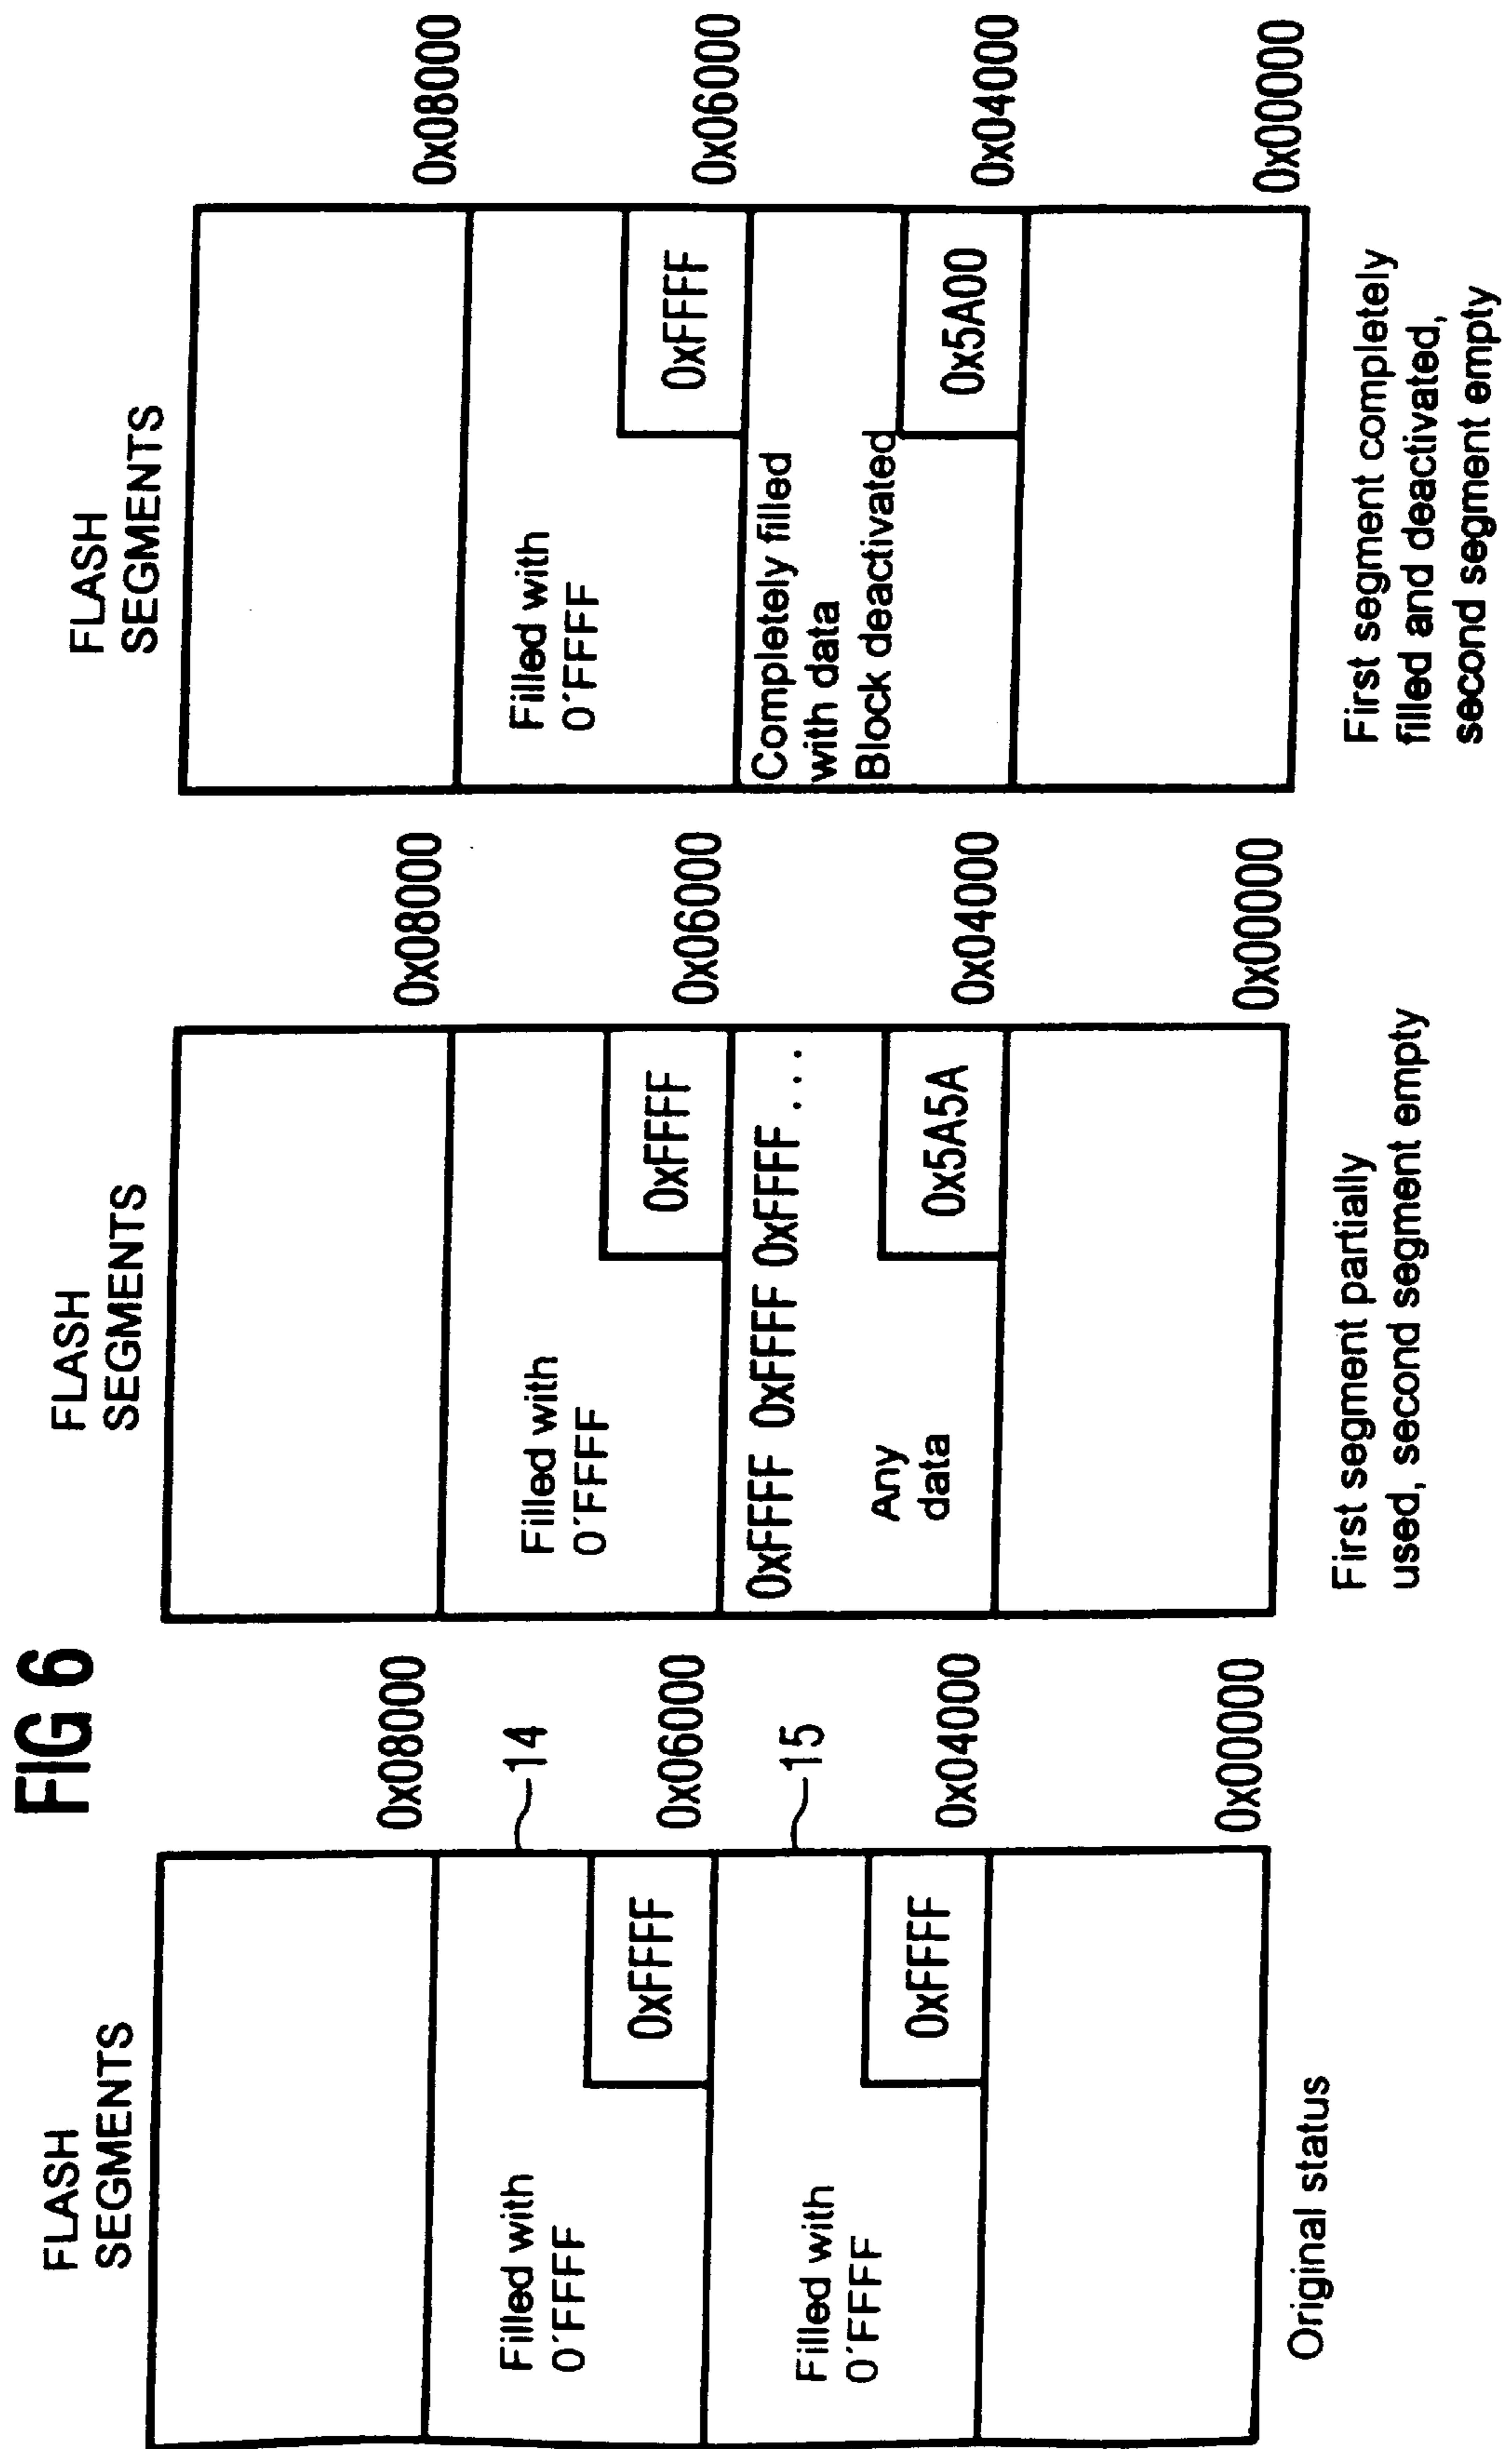 FIG 6
FLASH
SEGMENTS
0x08000
Filled with
0´FFFF
14
0xFFFF
0x06000
Filled with
0´FFFF
15
0xFFFF
0x04000
0x00000
Original status
FLASH
SEGMENTS
0x08000
Filled with
0´FFFF
0xFFFF
0x06000
0xFFFF 0xFFFF 0xFFFF ...
Any
data
0x5A5A
0x04000
0x00000
First segment partially
used, second segment empty
FLASH
SEGMENTS
0x08000
Filled with
0´FFFF
0xFFFF
0x06000
Completely filled
with data
Block deactivated
0x5A00
0x04000
0x00000
First segment completely
filled and deactivated,
second segment empty